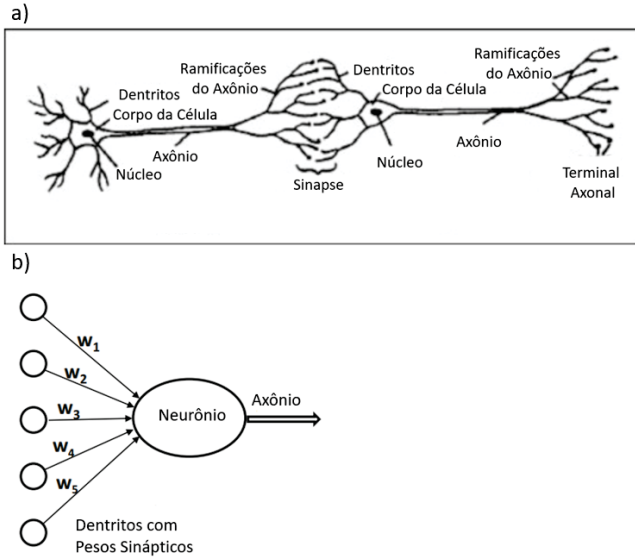 a)
Ramificações
do Axônio
Dentritos
Corpo da Célula
Axônio
Núcleo
Sinapse
Dendritos
Corpo da Célula
Núcleo
Axônio
Ramificações
do Axônio
Terminal
Axonal
b)
w1
w2
w3
w4
w5
Neurônio
Axônio
Dentritos com
Pesos Sinápticos